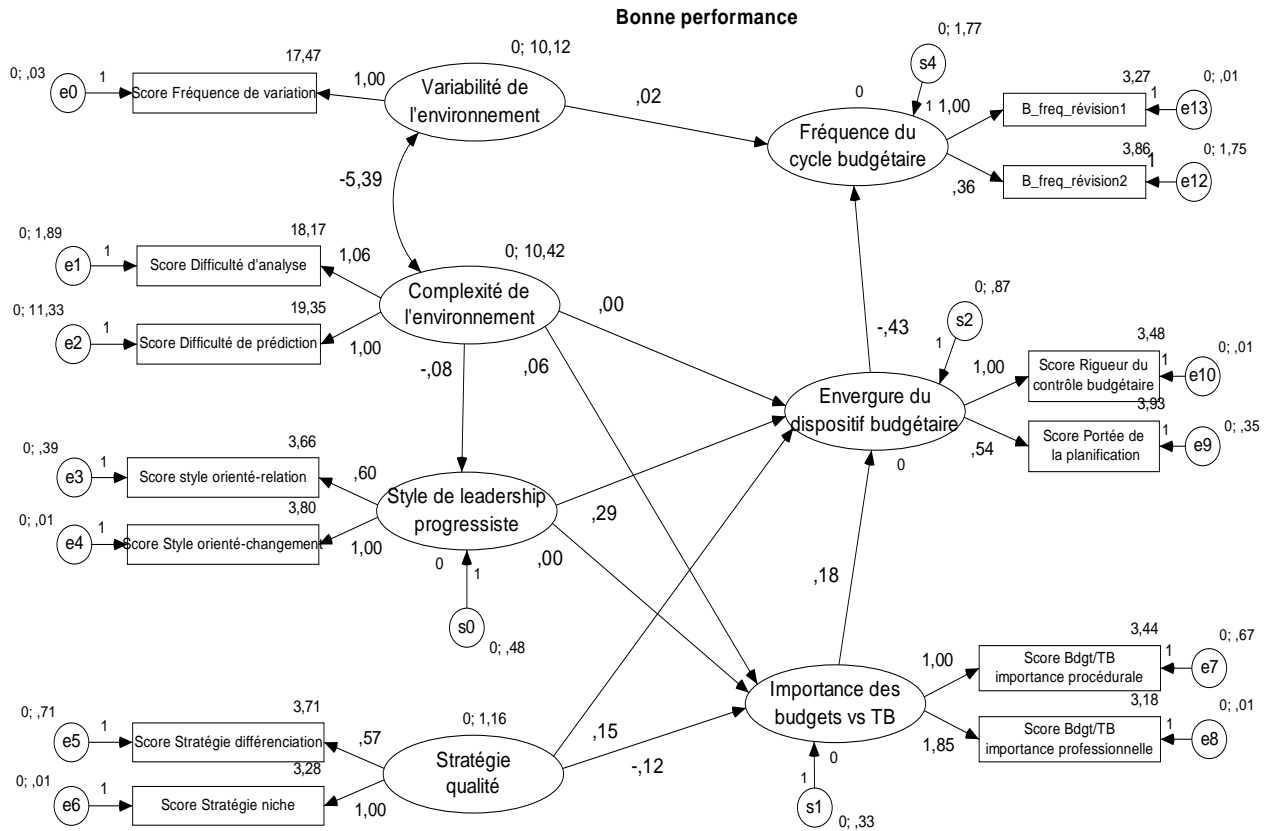 Bonne performance
0; 1,77
s4
17,47
0; 10,12
0; ,03
e0
1
Score Fréquence de variation
1,00
Variabilité de
l'environnement
,02
0
1
1,00
3,27
0; ,01
B_freq_révision1
1
e13
Fréquence du
cycle budgétaire
3,86
0; 1,75
B_freq_révision2
1
e12
,36
-5,39
0; 1,89
e1
1
18,17
Score Difficulté d'analyse
1,06
0; 10,42
Complexité de
l'environnement
,00
0; 11,33
e2
1
19,35
Score Difficulté de prédiction
1,00
-,08
,06
-,43
0; ,87
s2
1
3,48
0; ,01
1,00
Score Rigueur du
contrôle budgétaire
1
e10
Envergure du
dispositif budgétaire
0
3,93
0; ,35
,54
Score Portée de
la planification
1
e9
0; ,39
e3
1
3,66
Score style orienté-relation
,60
Style de leadership
progressiste
,29
0; ,01
e4
1
3,80
Score Style orienté-changement
1,00
0
1
,00
s0
0; ,48
,18
3,44
0; ,67
1,00
Score Bdgt/TB
importance procédurale
1
e7
Importance des
budgets vs TB
0
3,18
0; ,01
1,85
Score Bdgt/TB
importance professionnelle
1
e8
1
s1
0; ,33
0; ,71
e5
1
3,71
Score Stratégie différenciation
,57
0; 1,16
Stratégie
qualité
,15
-,12
0; ,01
e6
1
3,28
Score Stratégie niche
1,00